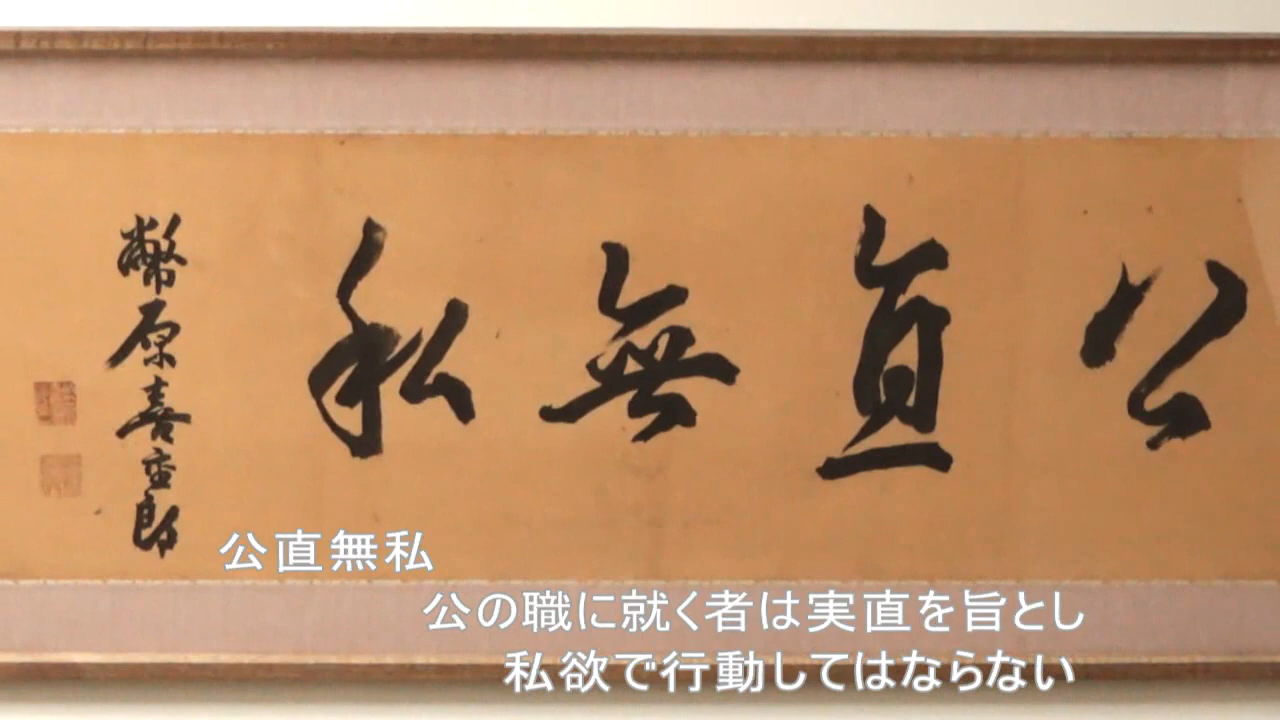 公直無私
幣原喜重郎
公直無私
公の職に就く者は実直を旨とし
私欲で行動してはならない